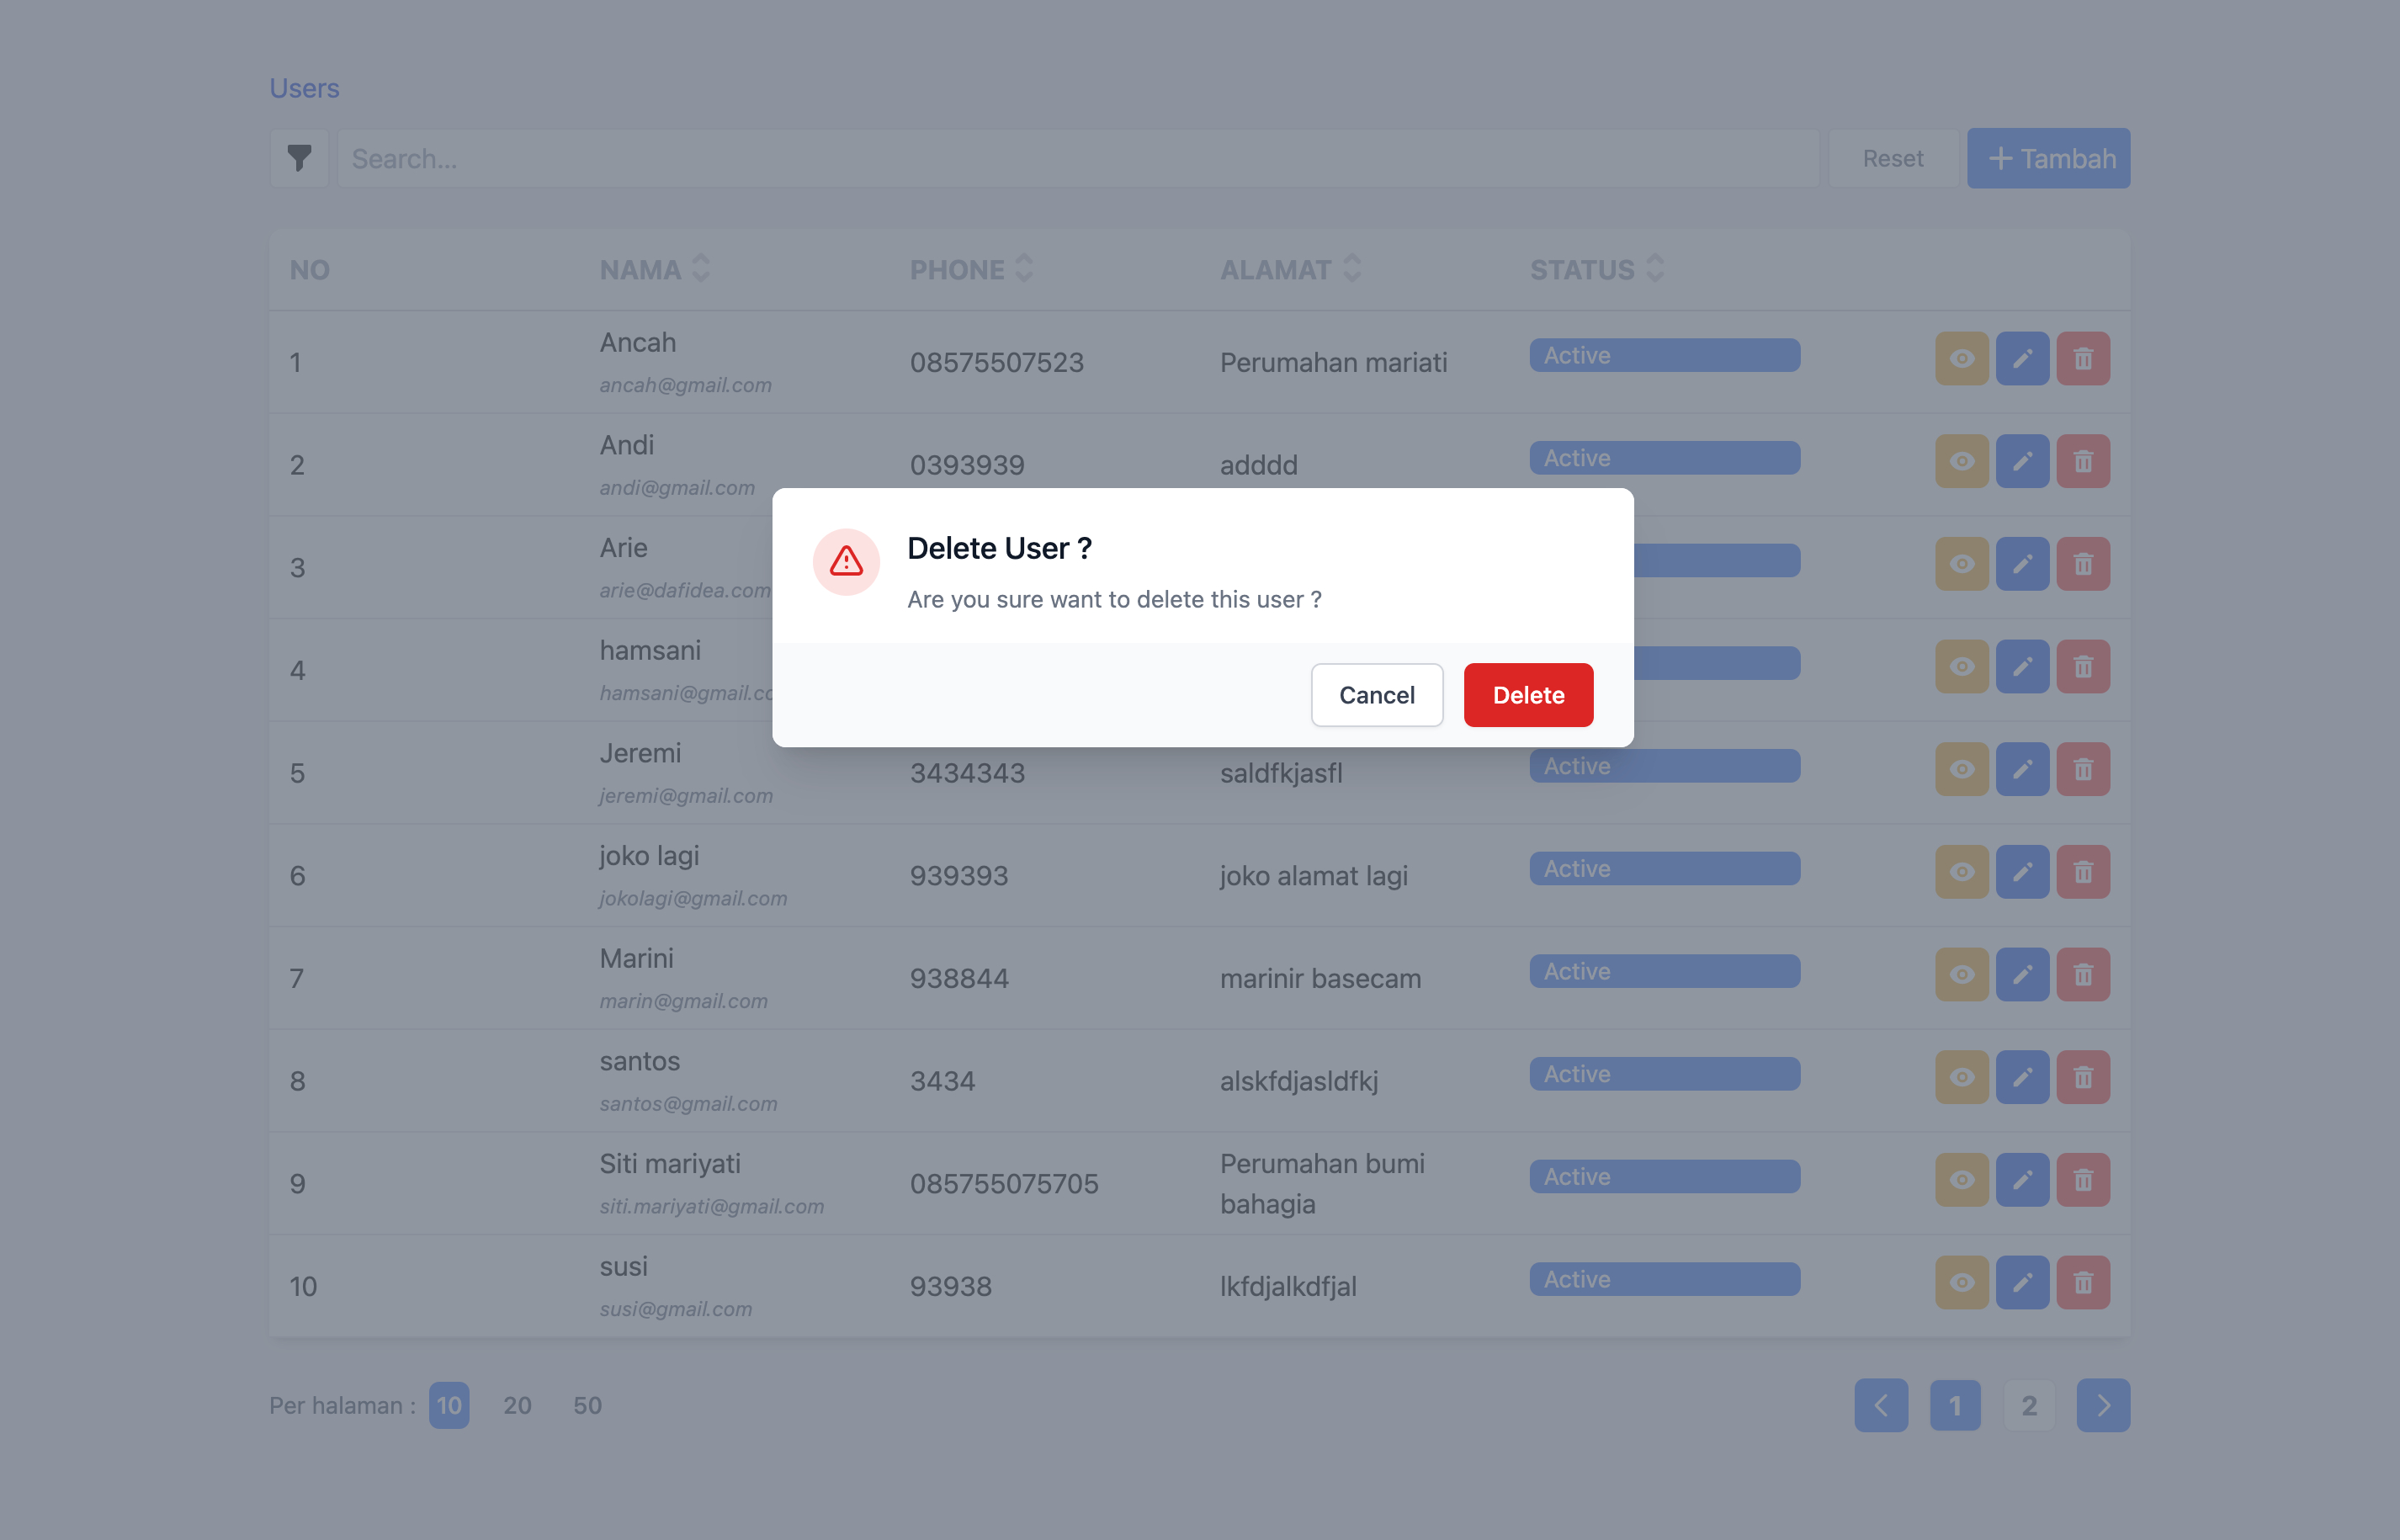 Users
Search...
Reset
+ Tambah
NO NAMA PHONE ALAMAT STATUS
1 Ancah 08575507523 Perumahan mariati Active
ancah@gmail.com
2 Andi 0393939 adddd Active
andi@gmail.com
3 Arie
arie@dafidea.com
4 hamsani
hamsani@gmail.co
Delete User ?
Are you sure want to delete this user ?
Cancel Delete
5 Jeremi 3434343 saldfkjasfl Active
jeremi@gmail.com
6 joko lagi 939393 joko alamat lagi Active
jokolagi@gmail.com
7 Marini 938844 marinir basecam Active
marin@gmail.com
8 santos 3434 alskfdjasldfkj Active
santos@gmail.com
9 Siti mariyati 085755075705 Perumahan bumi bahagia Active
siti.mariyati@gmail.com
10 susi 93938 lkfdjalkdfjal Active
susi@gmail.com
Per halaman : 10 20 50
1 2